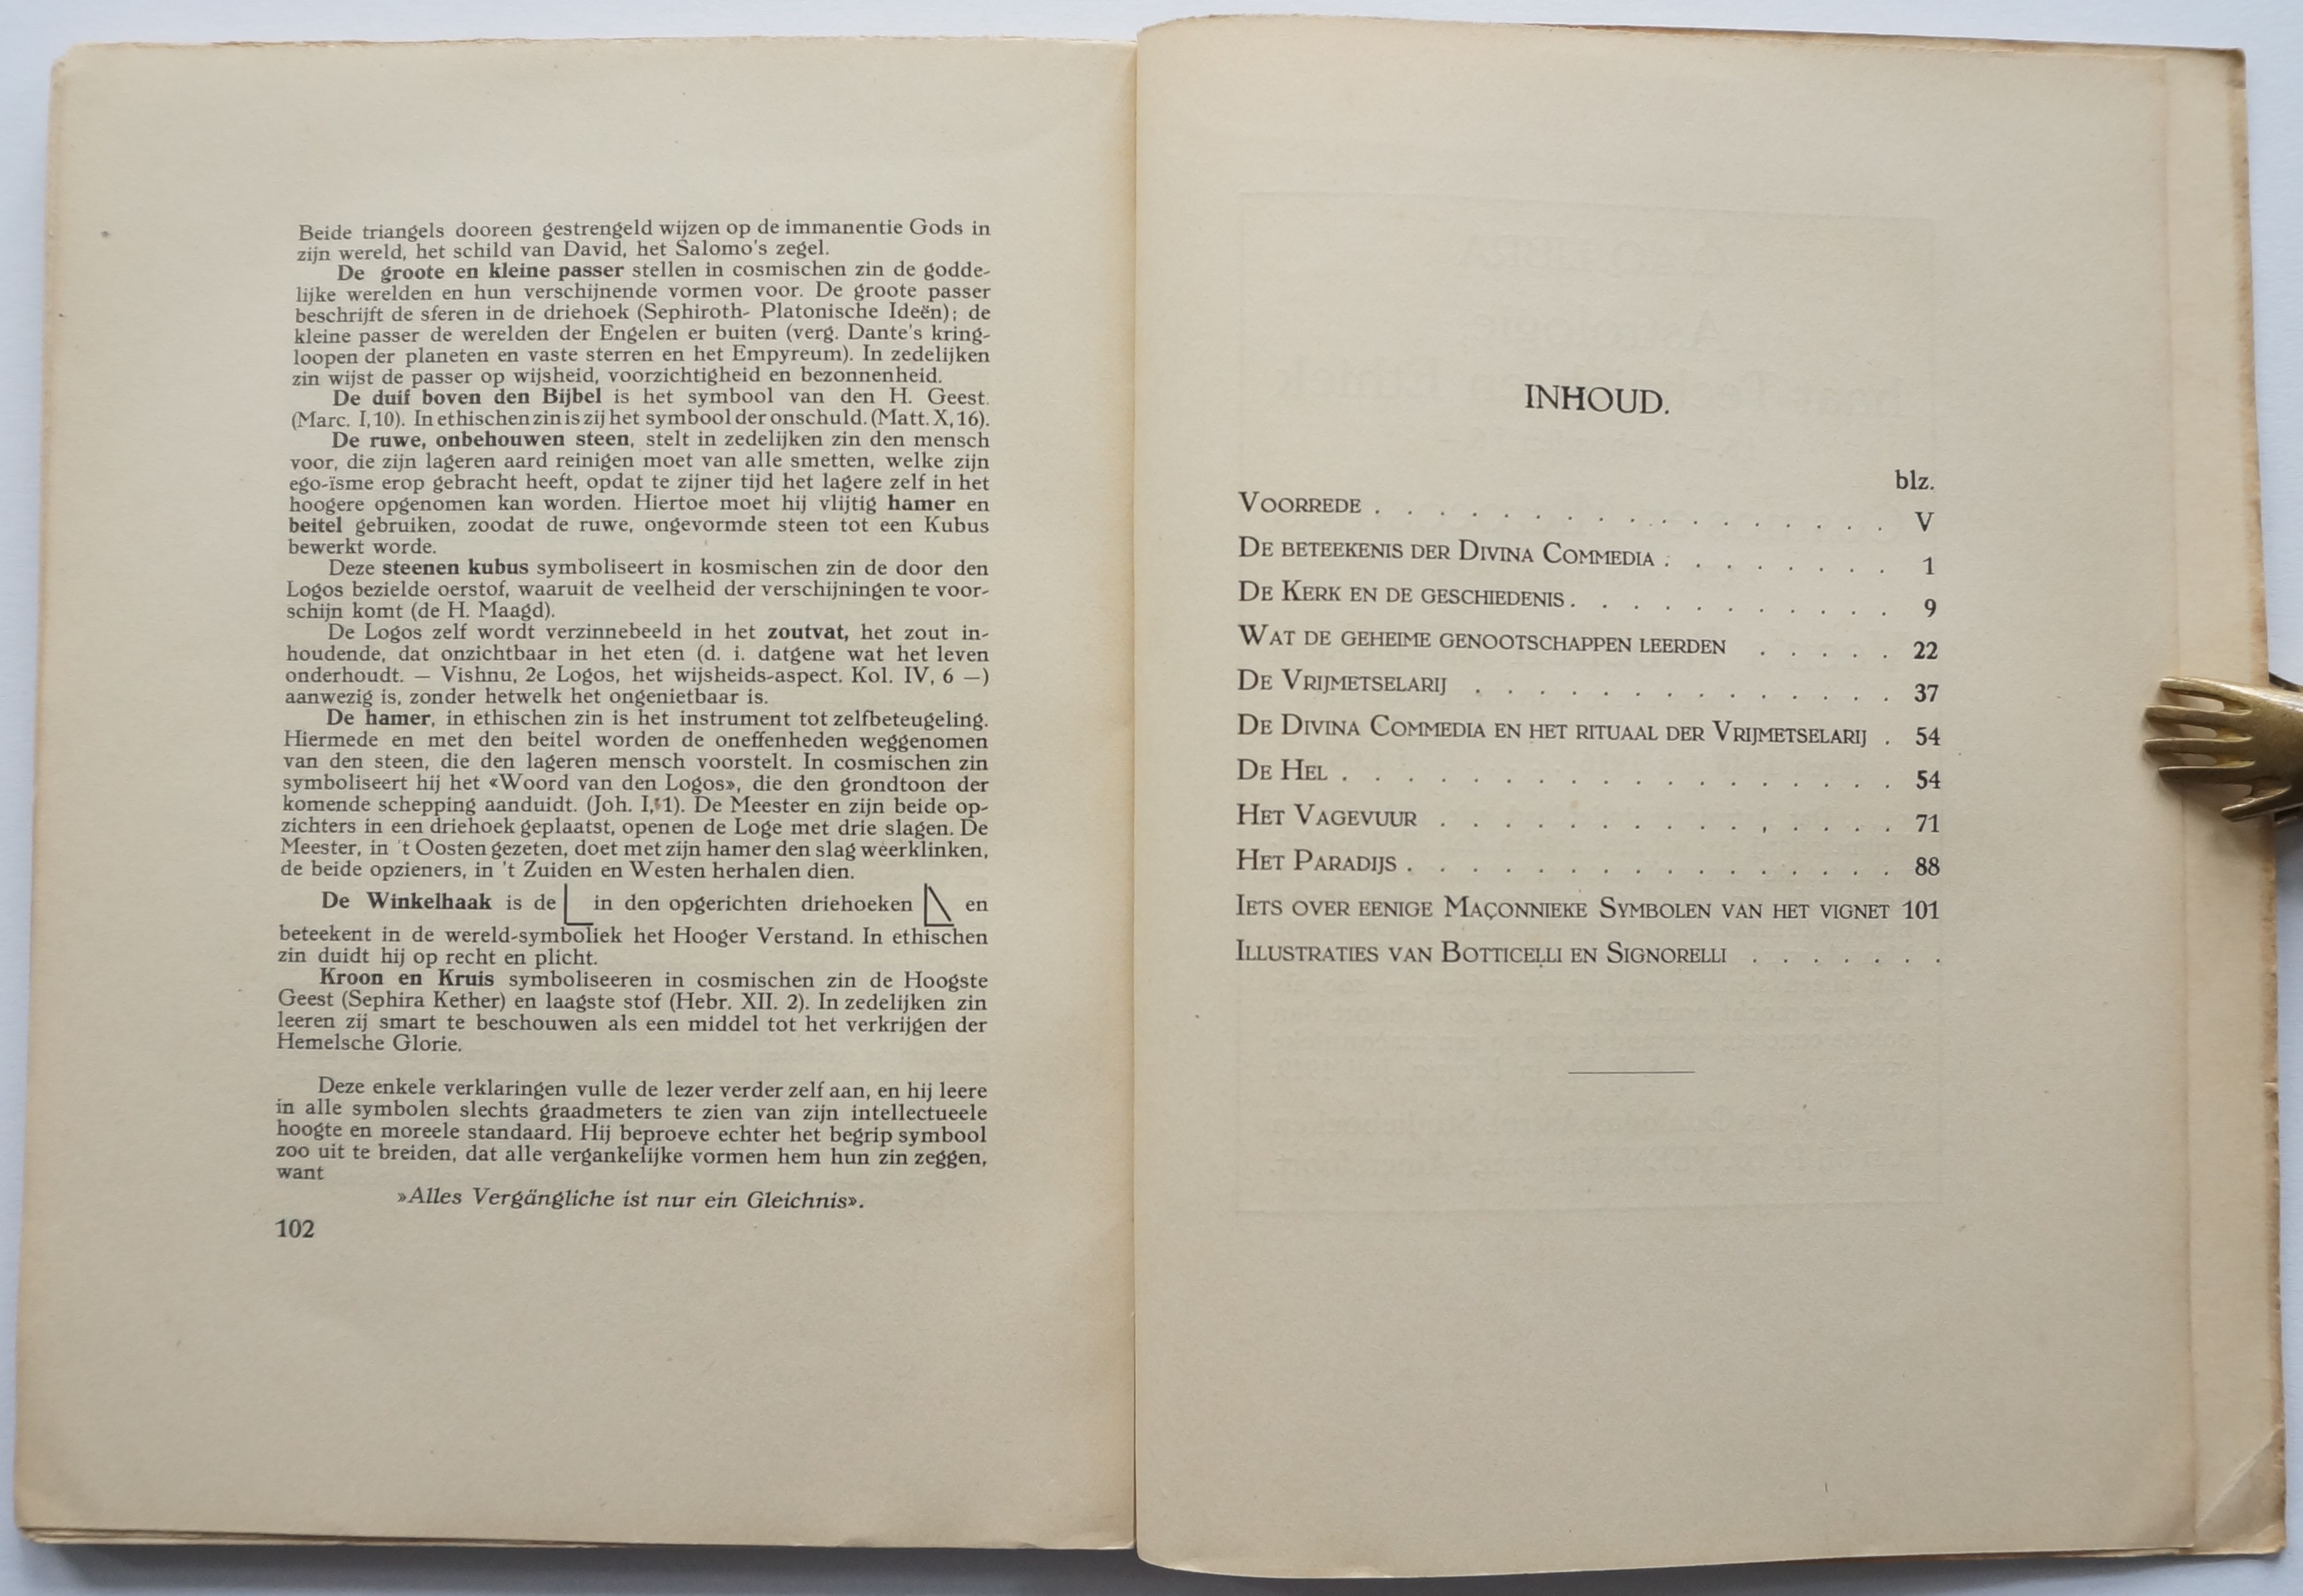 Beide triangels dooreen gestrengeld wijzen op de immanentie Gods in
zijn wereld, het schild van David, het Salomo's zegel.
De groote en kleine passer stellen in cosmischen zin de godde-
lijke werelden en hun verschijnende vormen voor. De groote passer
beschrijft de sferen in de driehoek (Sephiroth- Platonische Ideën); de
kleine passer de werelden der Engelen er buiten (verg. Dante's kring-
loopen der planeten en vaste sterren en het Empyreum). In zedelijken
zin wijst de passer op wijsheid, voorzichtigheid en bezonnenheid.
De duif boven den Bijbel is het symbool van den H. Geest.
(Marc. I, 10). In ethischen zin is zij het symbool der onschuld. (Matt. X, 16).
De ruwe, onbehouwen steen, stelt in zedelijken zin den mensch
voor, die zijn lageren aard reinigen moet van alle smetten, welke zijn
ego-ïsme erop gebracht heeft, opdat te zijner tijd het lagere zelf in het
hoogere opgenomen kan worden. Hiertoe moet hij vlijtig hamer en
beitel gebruiken, zoodat de ruwe, ongevormde steen tot een Kubus
bewerkt worde.
Deze steenen kubus symboliseert in kosmischen zin de door den
Logos bezielde oerstof, waaruit de veelheid der verschijningen te voor-
schijn komt (de H. Maagd).
De Logos zelf wordt verzinnebeeld in het zoutvat, het zout in-
houdende, dat onzichtbaar in het eten (d. i. datgene wat het leven
onderhoudt. — Vishnu, 2e Logos, het wijsheids-aspect. Kol. IV, 6 —)
aanwezig is, zonder hetwelk het ongenietbaar is.
De hamer, in ethischen zin is het instrument tot zelfbeteugeling.
Hiermede en met den beitel worden de oneffenheden weggenomen
van den steen, die den lageren mensch voorstelt. In cosmischen zin
symboliseert hij het «Woord van den Logos», die den grondtoon der
komende schepping aanduidt. (Joh. I, 1). De Meester en zijn beide op-
zichters in een driehoek geplaatst, openen de Loge met drie slagen. De
Meester, in 't Oosten gezeten, doet met zijn hamer den slag weerklinken,
de beide opzieners, in 't Zuiden en Westen herhalen dien.
De Winkelhaak is de in den opgerichten driehoeken en
beteekent in de wereld-symboliek het Hooger Verstand. In ethischen
zin duidt hij op recht en plicht.
Kroon en Kruis symboliseeren in cosmischen zin de Hoogste
Geest (Sephira Kether) en laagste stof (Hebr. XII. 2). In zedelijken zin
leeren zij smart te beschouwen als een middel tot het verkrijgen der
Hemelsche Glorie.
Deze enkele verklaringen vulle de lezer verder zelf aan, en hij leere
in alle symbolen slechts graadmeters te zien van zijn intellectueele
hoogte en moreele standaard. Hij beproeve echter het begrip symbool
zoo uit te breiden, dat alle vergankelijke vormen hem hun zin zeggen,
want
»Alles Vergängliche ist nur ein Gleichnis».
102
INHOUD.
blz.
VOORREDE . . . . . . . . . . . . . . . . . V
DE BETEEKENIS DER DIVINA COMMEDIA . . . . . . . . 1
DE KERK EN DE GESCHIEDENIS . . . . . . . . . . . 9
WAT DE GEHEIME GENOOTSCHAPPEN LEERDEN . . . . . 22
DE VRIJMETSELARIJ . . . . . . . . . . . . . . 37
DE DIVINA COMMEDIA EN HET RITUAAL DER VRIJMETSELARIJ . 54
DE HEL . . . . . . . . . . . . . . . . . . 54
HET VAGEVUUR . . . . . . . . . . . . . . . 71
HET PARADIJS . . . . . . . . . . . . . . . . 88
IETS OVER EENIGE MAÇONNIEKE SYMBOLEN VAN HET VIGNET 101
ILLUSTRATIES VAN BOTTICELLI EN SIGNORELLI . . . . . . .